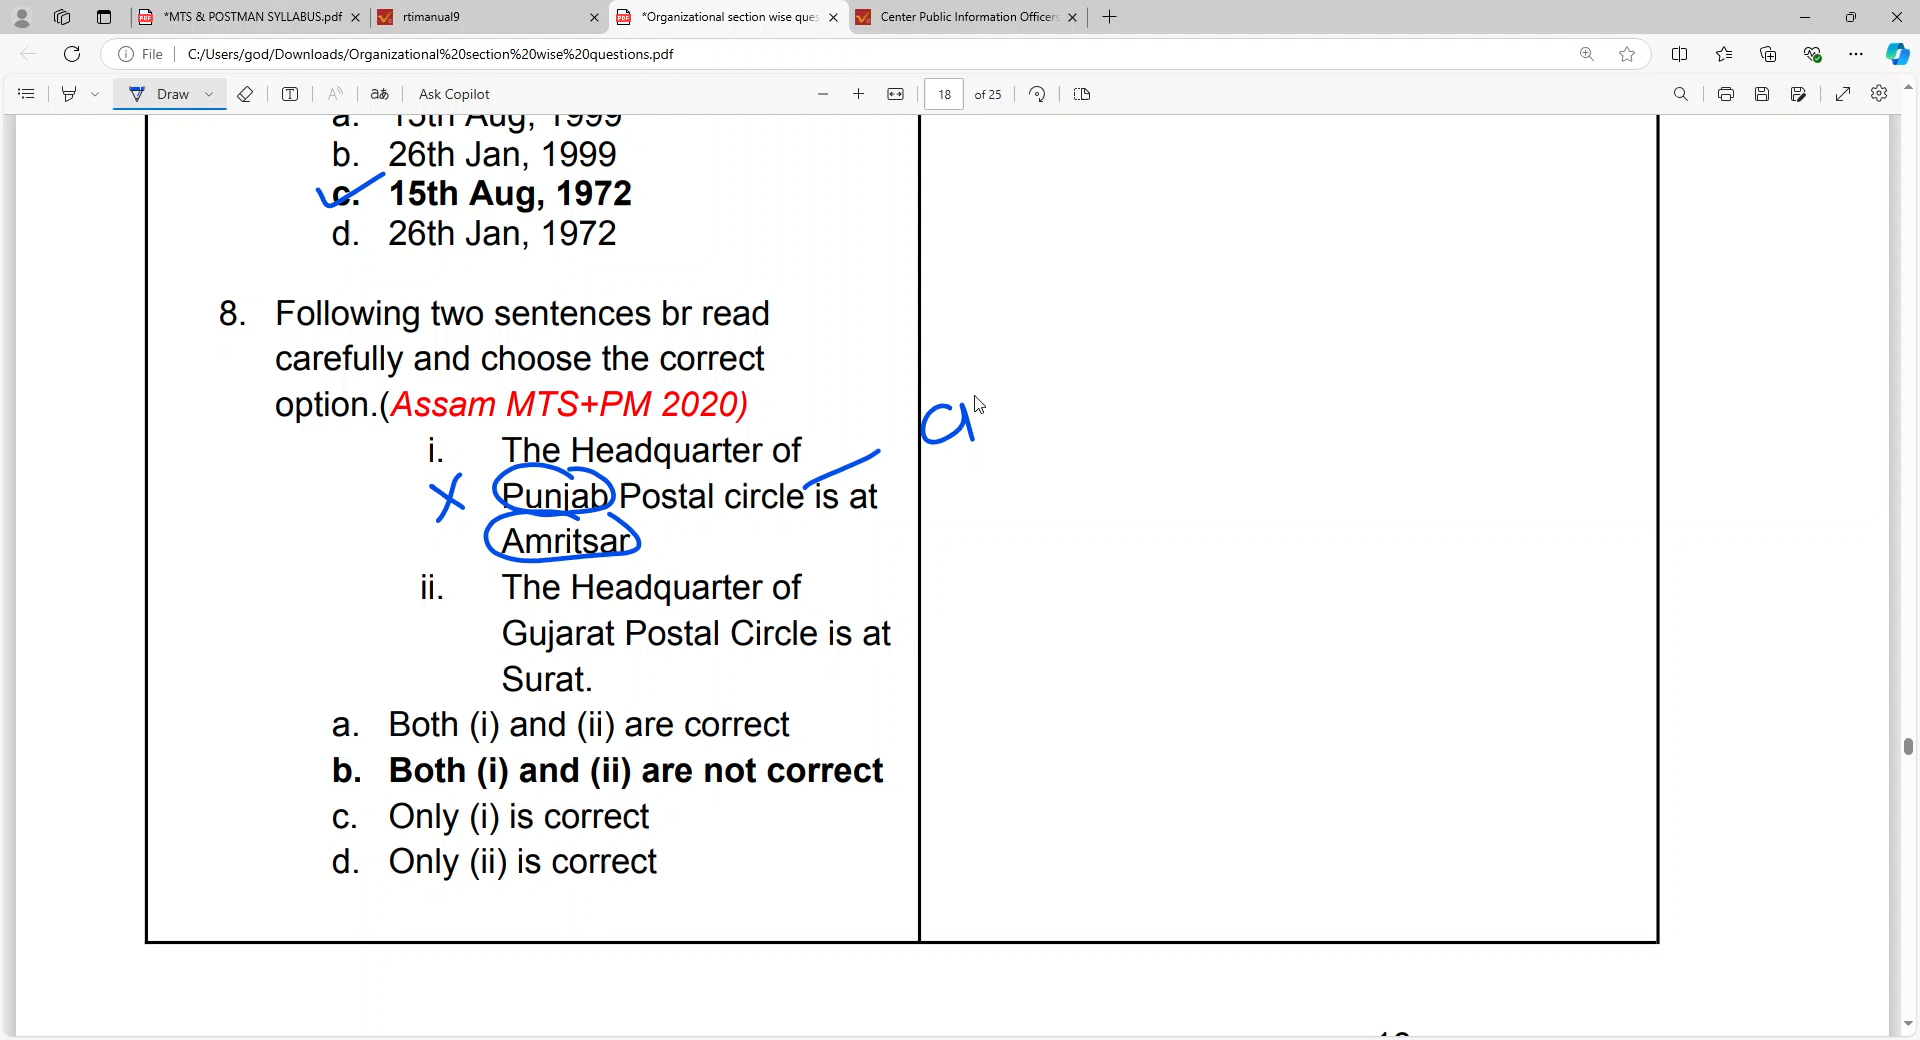 *MTS & POSTMAN SYLLABUS.pdf
rtimanual9
*Organizational section wise ques
Center Public Information Officers
File
C:/Users/god/Downloads/Organizational%20section%20wise%20questions.pdf
Draw
Ask Copilot
18 of 25
a. 15th Aug, 1999
b. 26th Jan, 1999
c. 15th Aug, 1972
d. 26th Jan, 1972
8. Following two sentences br read
carefully and choose the correct
option.(Assam MTS+PM 2020)
i. The Headquarter of
Punjab Postal circle is at
Amritsar
ii. The Headquarter of
Gujarat Postal Circle is at
Surat.
a. Both (i) and (ii) are correct
b. Both (i) and (ii) are not correct
c. Only (i) is correct
d. Only (ii) is correct